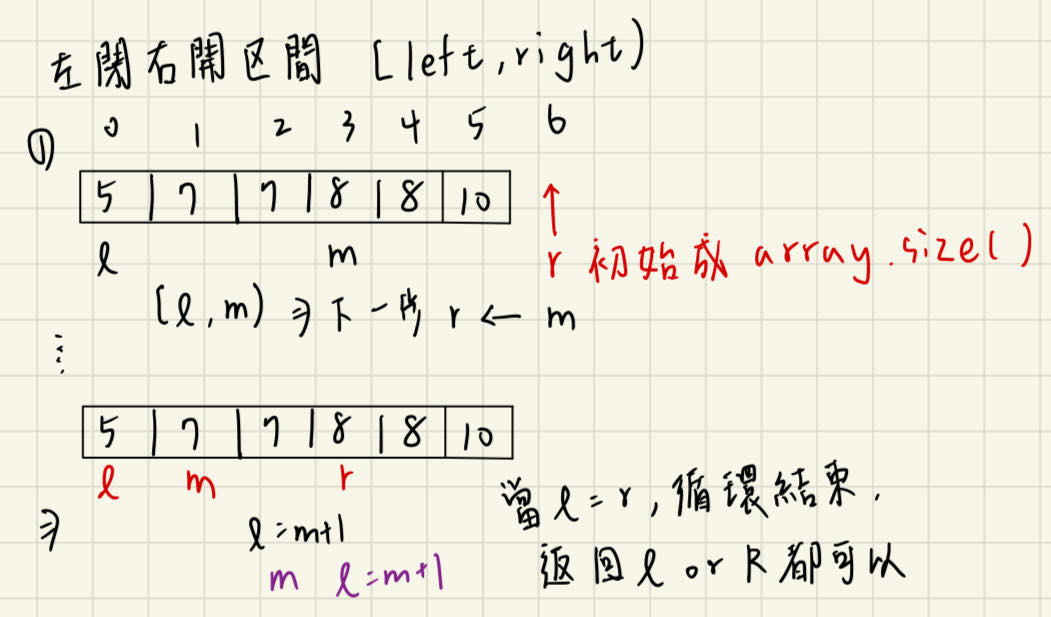 左閉右開区間 [left, right)
0 1 2 3 4 5 6
①
5 | 7 | 7 | 8 | 8 | 10
↑
l m r 初始成 array.size()
[l, m) ⇒ 下一步 r ← m
⋮
5 | 7 | 7 | 8 | 8 | 10
l m r
當 l = r, 循環結束.
⇒ l = m+1
m l = m+1
返回 l or R 都可以